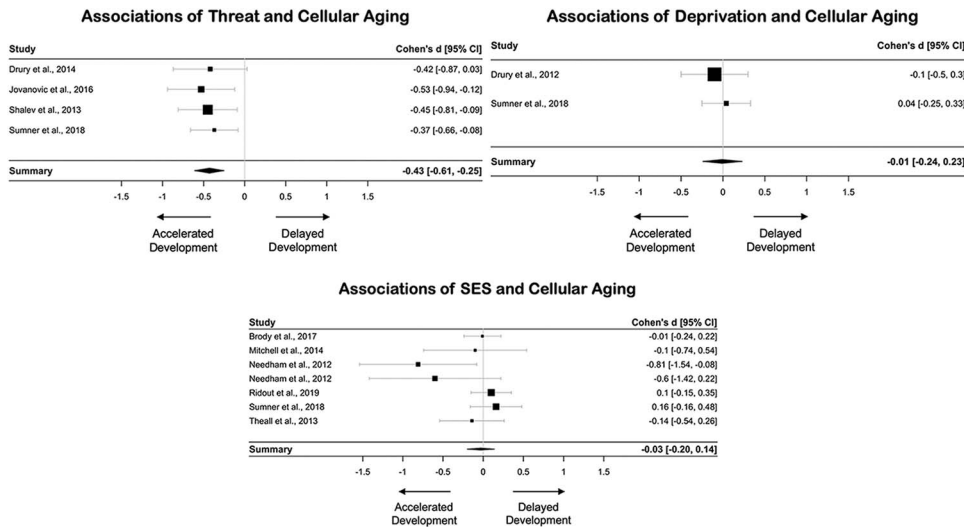 Associations of Threat and Cellular Aging
Study Cohen's d [95% CI]
Drury et al., 2014 -0.42 [-0.87, 0.03]
Jovanovic et al., 2016 -0.53 [-0.94, -0.12]
Shalev et al., 2013 -0.45 [-0.81, -0.09]
Sumner et al., 2018 -0.37 [-0.66, -0.08]
Summary -0.43 [-0.61, -0.25]
-1.5 -1 -0.5 0 0.5 1 1.5
Accelerated Delayed
Development Development
Associations of Deprivation and Cellular Aging
Study Cohen's d [95% CI]
Drury et al., 2012 -0.1 [-0.5, 0.3]
Sumner et al., 2018 0.04 [-0.25, 0.33]
Summary -0.01 [-0.24, 0.23]
-1.5 -1 -0.5 0 0.5 1 1.5
Accelerated Delayed
Development Development
Associations of SES and Cellular Aging
Study Cohen's d [95% CI]
Brody et al., 2017 -0.01 [-0.24, 0.22]
Mitchell et al., 2014 -0.1 [-0.74, 0.54]
Needham et al., 2012 -0.81 [-1.54, -0.08]
Needham et al., 2012 -0.6 [-1.42, 0.22]
Ridout et al., 2019 0.1 [-0.15, 0.35]
Sumner et al., 2018 0.16 [-0.16, 0.48]
Theall et al., 2013 -0.14 [-0.54, 0.26]
Summary -0.03 [-0.20, 0.14]
-1.5 -1 -0.5 0 0.5 1 1.5
Accelerated Delayed
Development Development